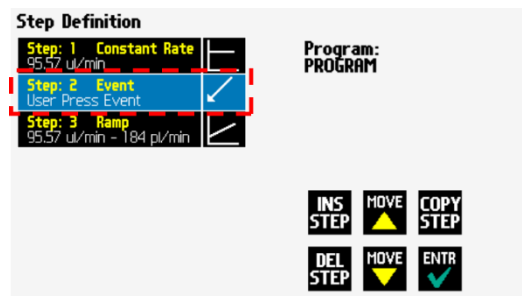 Step Definition
Step: 1 Constant Rate
95.57 ul/min
Step: 2 Event
User Press Event
Step: 3 Ramp
95.57 ul/min - 184 pl/min
Program:
PROGRAM
INS STEP
MOVE
COPY STEP
DEL STEP
MOVE
ENTR